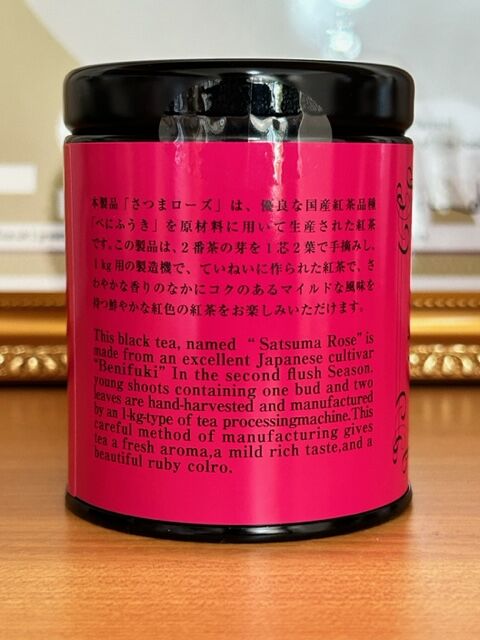 本製品「さつまローズ」は、優良な国産紅茶品種
「べにふうき」を原材料に用いて生産された紅茶
です。この製品は、2番茶の芽を1芯2葉で手摘みし、
1kg用の製造機で、ていねいに作られた紅茶で、さ
わやかな香りのなかにコクのあるマイルドな風味を
持つ鮮やかな紅色の紅茶をお楽しみいただけます。
This black tea, named “ Satsuma Rose” is
made from an excellent Japanese cultivar
“Benifuki” In the second flush Season.
young shoots containing one bud and two
leaves are hand-harvested and manufactured
by an 1-kg-type of tea processingmachine.This
careful method of manufacturing gives
tea a fresh aroma,a mild rich taste,and a
beautiful ruby colro.